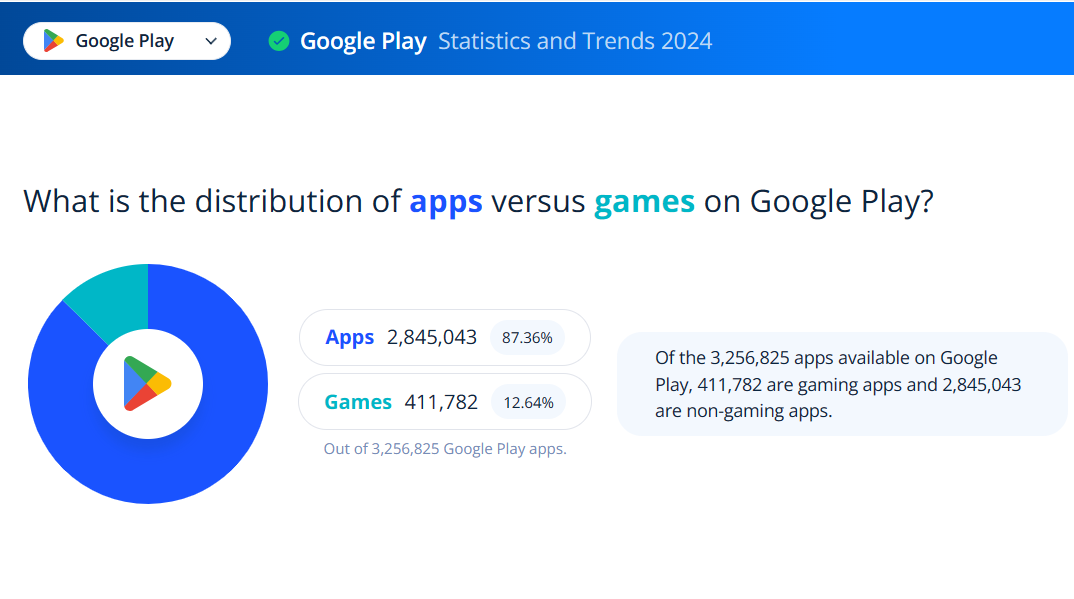 Google Play
Google Play Statistics and Trends 2024
What is the distribution of apps versus games on Google Play?
Apps 2,845,043 87.36%
Games 411,782 12.64%
Out of 3,256,825 Google Play apps.
Of the 3,256,825 apps available on Google
Play, 411,782 are gaming apps and 2,845,043
are non-gaming apps.